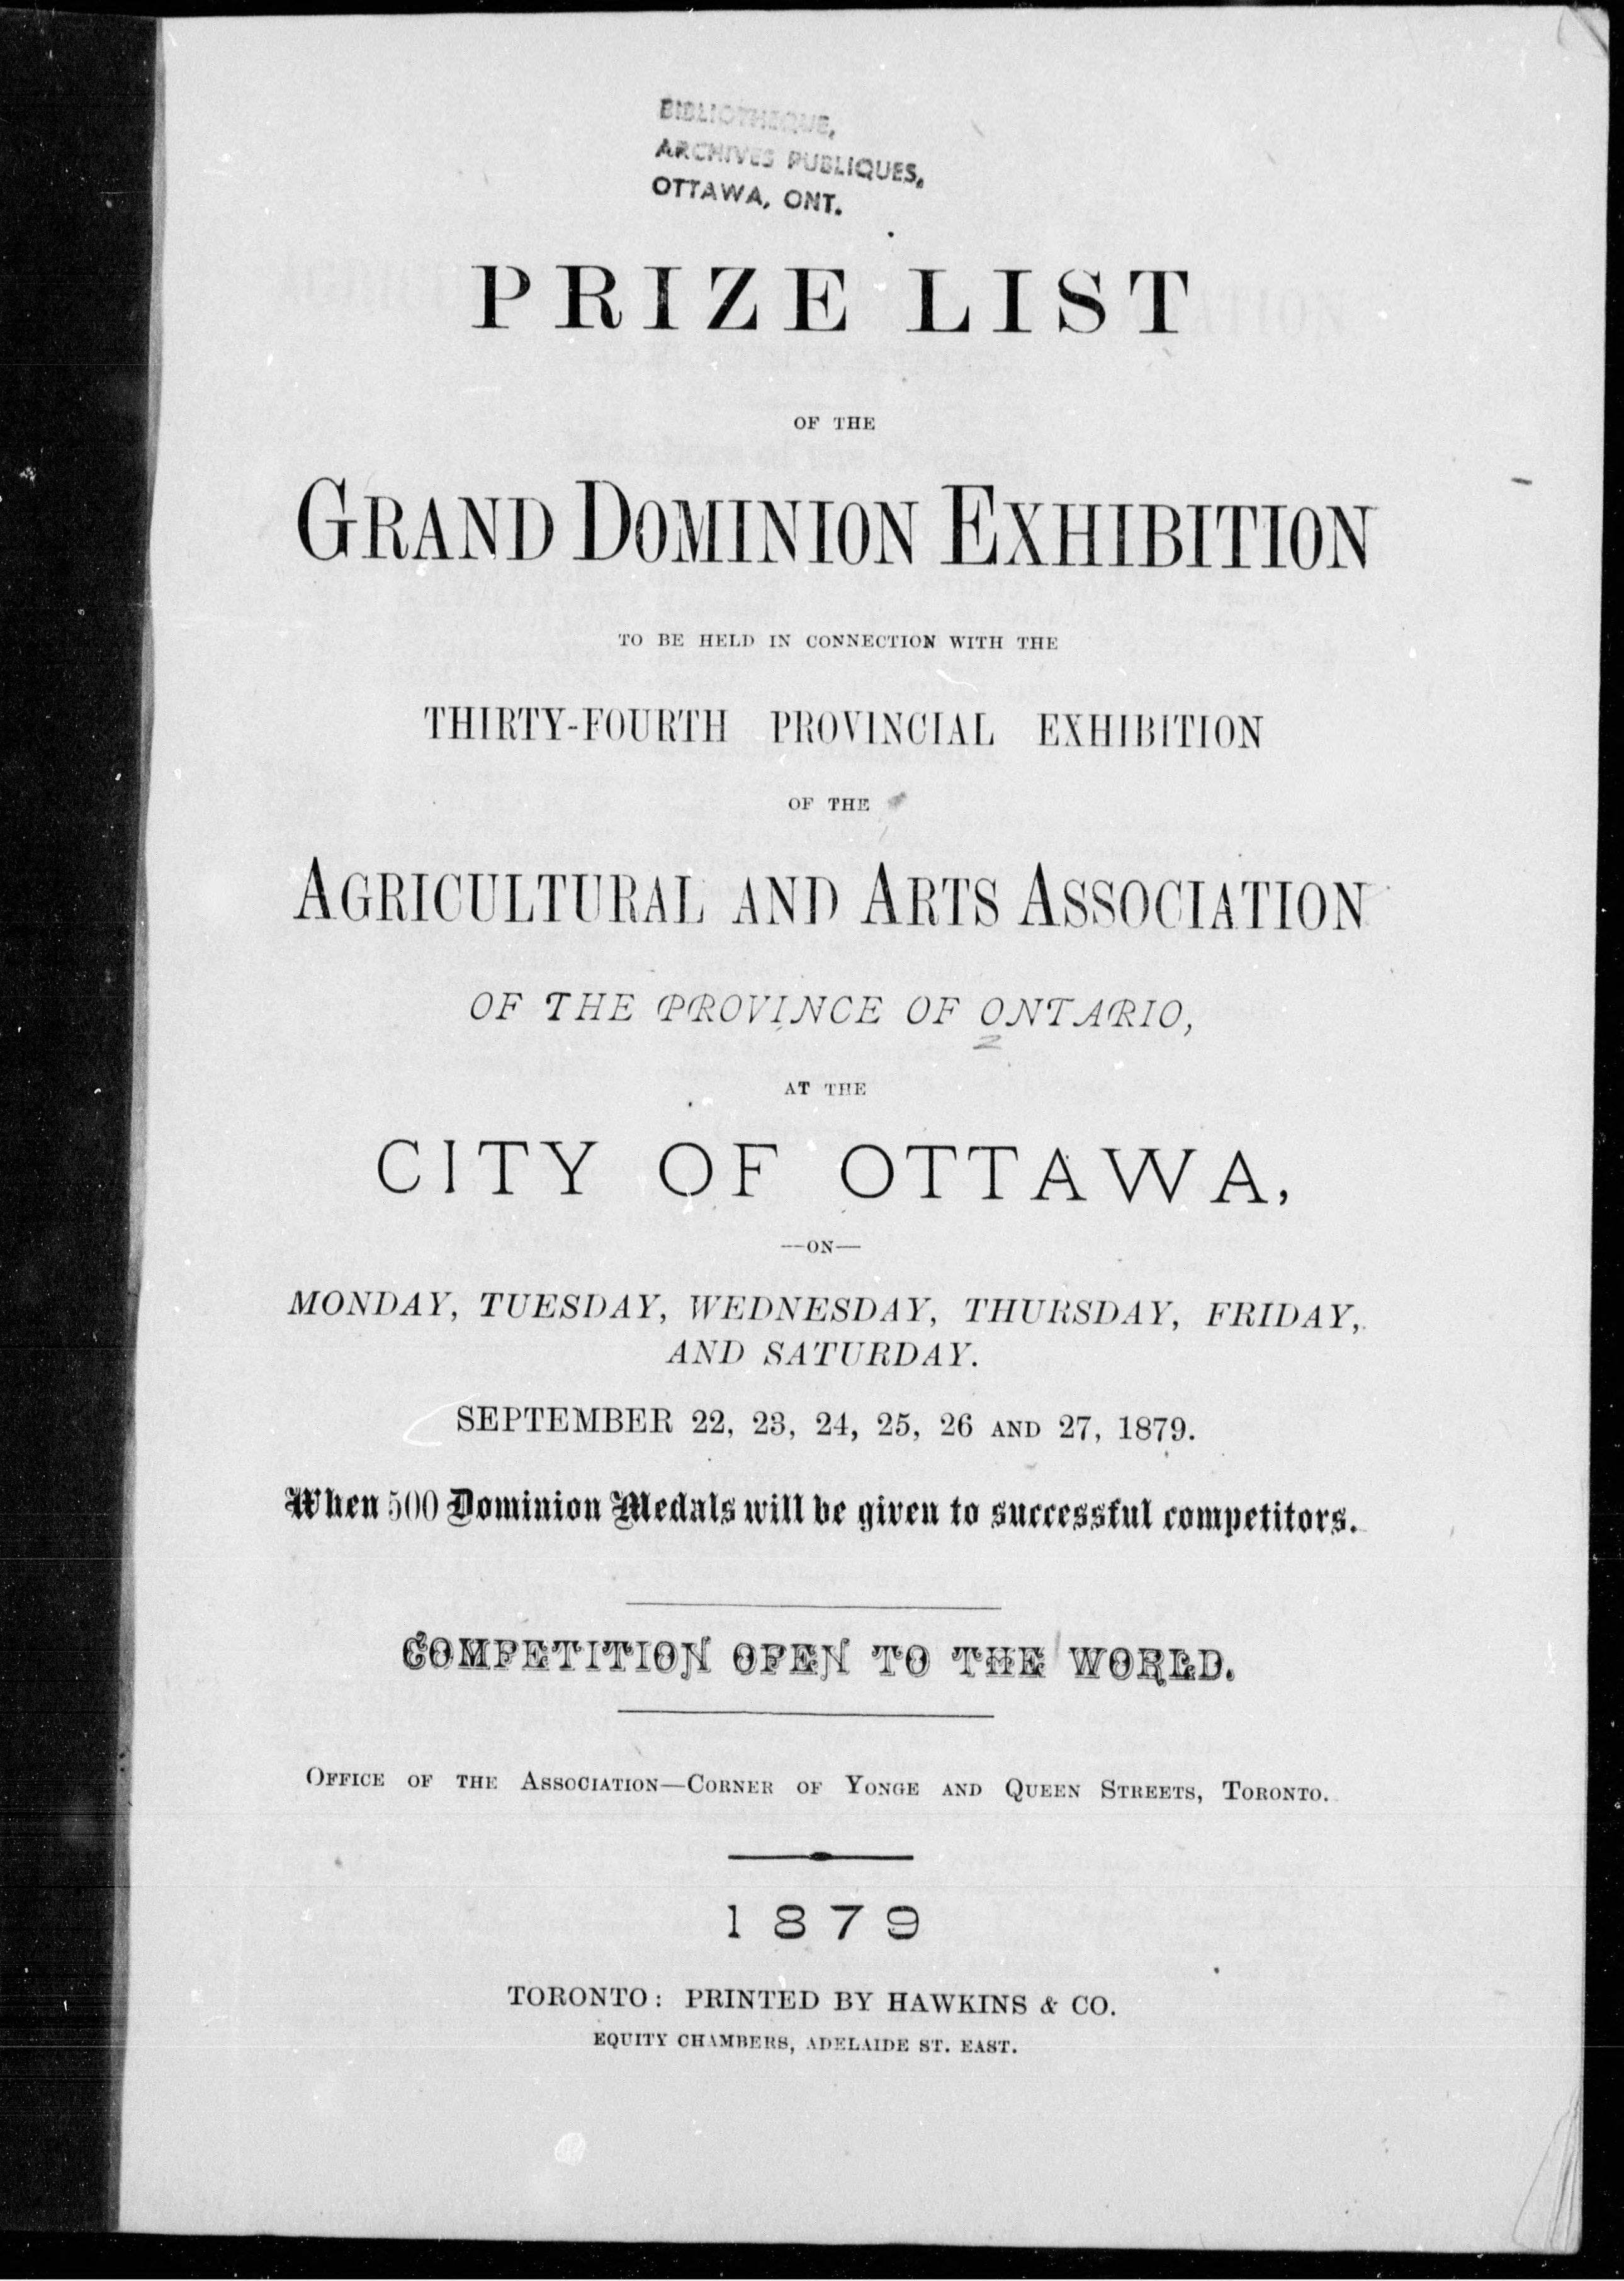 BIBLIOTHEQUE,
ARCHIVES PUBLIQUES,
OTTAWA, ONT.
PRIZE LIST
OF THE
GRAND DOMINION EXHIBITION
TO BE HELD IN CONNECTION WITH THE
THIRTY-FOURTH PROVINCIAL EXHIBITION
OF THE
AGRICULTURAL AND ARTS ASSOCIATION
OF THE PROVINCE OF ONTARIO,
AT THE
CITY OF OTTAWA,
—ON—
MONDAY, TUESDAY, WEDNESDAY, THURSDAY, FRIDAY,
AND SATURDAY.
SEPTEMBER 22, 23, 24, 25, 26 AND 27, 1879.
When 500 Dominion Medals will be given to successful competitors.
COMPETITION OPEN TO THE WORLD.
OFFICE OF THE ASSOCIATION—CORNER OF YONGE AND QUEEN STREETS, TORONTO.
1879
TORONTO: PRINTED BY HAWKINS & CO.
EQUITY CHAMBERS, ADELAIDE ST. EAST.